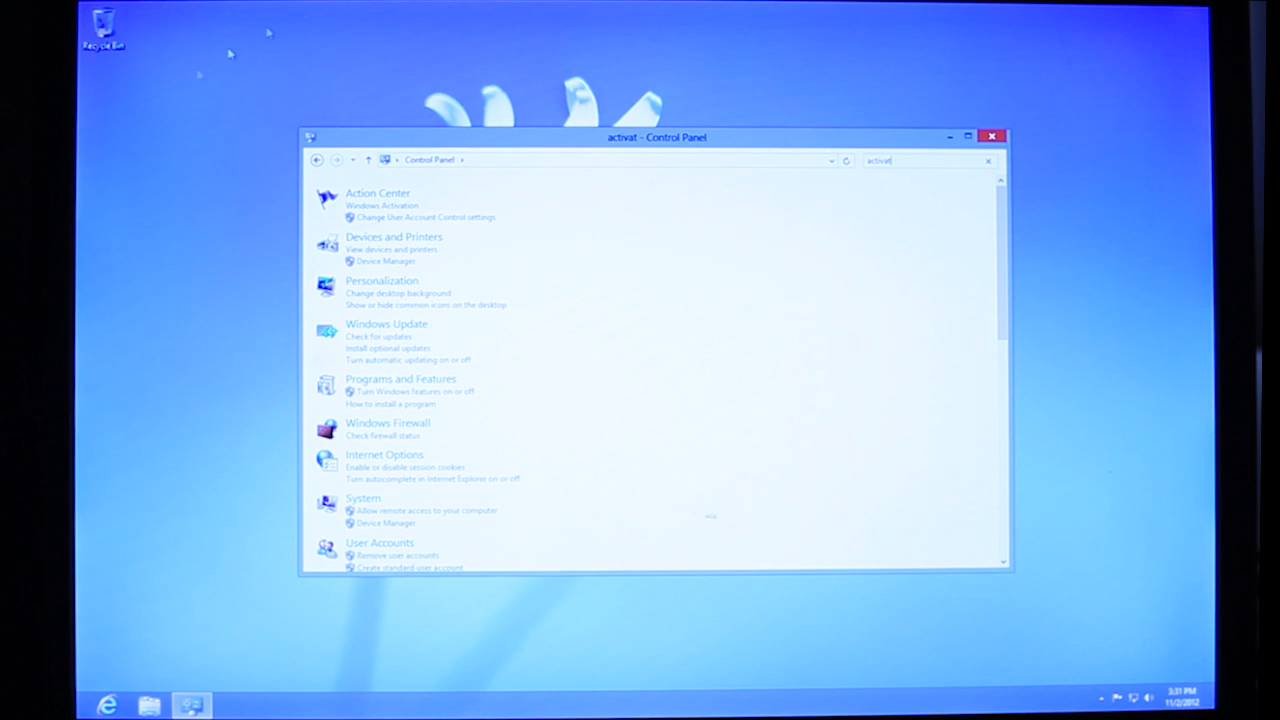 Recycle Bin
activat - Control Panel
Control Panel
activat
Action Center
Windows Activation
Change User Account Control settings
Devices and Printers
View devices and printers
Device Manager
Personalization
Change desktop background
Show or hide common icons on the desktop
Windows Update
Check for updates
Install optional updates
Turn automatic updating on or off
Programs and Features
Turn Windows features on or off
How to install a program
Windows Firewall
Check firewall status
Internet Options
Enable or disable session cookies
Turn autocomplete in Internet Explorer on or off
System
Allow remote access to your computer
Device Manager
User Accounts
Remove user accounts
Create standard user account
3:31 PM
11/2/2012